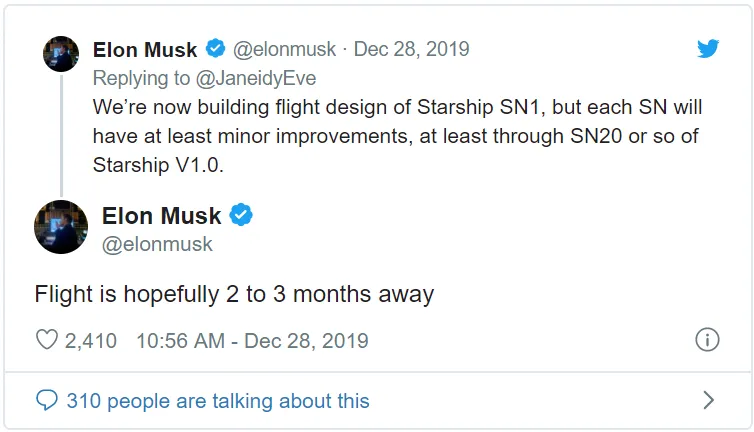 Elon Musk @elonmusk · Dec 28, 2019
Replying to @JaneidyEve
We’re now building flight design of Starship SN1, but each SN will
have at least minor improvements, at least through SN20 or so of
Starship V1.0.
Elon Musk
@elonmusk
Flight is hopefully 2 to 3 months away
2,410 10:56 AM - Dec 28, 2019
310 people are talking about this